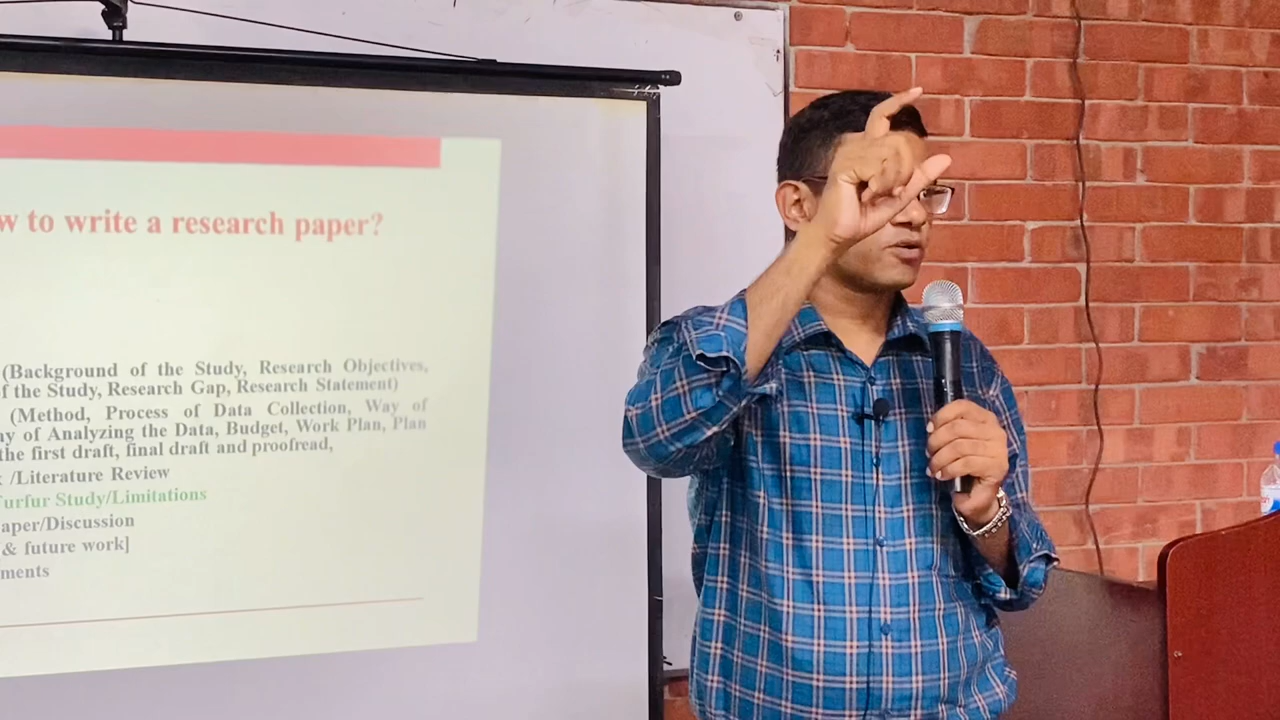 w to write a research paper?
(Background of the Study, Research Objectives,
f the Study, Research Gap, Research Statement)
(Method, Process of Data Collection, Way of
ay of Analyzing the Data, Budget, Work Plan, Plan
the first draft, final draft and proofread,
/Literature Review
urfur Study/Limitations
aper/Discussion
& future work]
ments